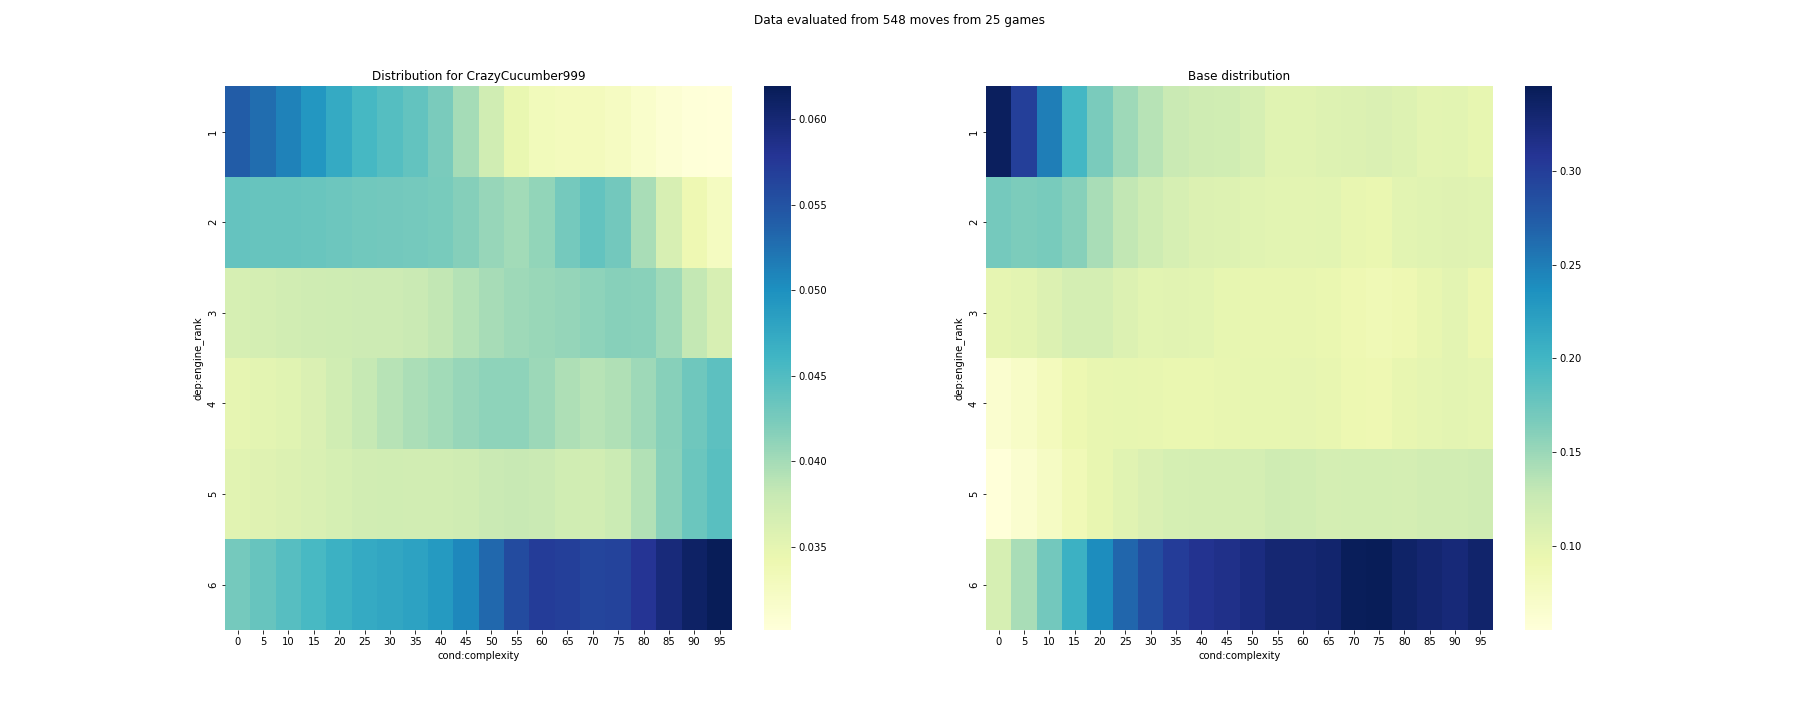 Data evaluated from 548 moves from 25 games
Distribution for CrazyCucumber999
dep:engine_rank
1
2
3
4
5
6
0 5 10 15 20 25 30 35 40 45 50 55 60 65 70 75 80 85 90 95
cond:complexity
0.060
0.055
0.050
0.045
0.040
0.035
Base distribution
dep:engine_rank
1
2
3
4
5
6
0 5 10 15 20 25 30 35 40 45 50 55 60 65 70 75 80 85 90 95
cond:complexity
0.30
0.25
0.20
0.15
0.10